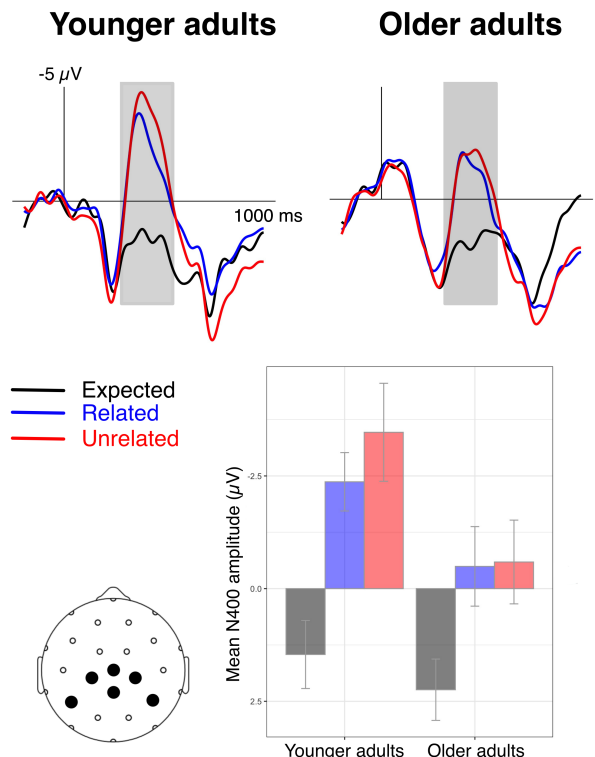 Younger adults
Older adults
-5 µV
1000 ms
Expected
Related
Unrelated
Mean N400 amplitude (µV)
-2.5
0.0
2.5
Younger adults
Older adults